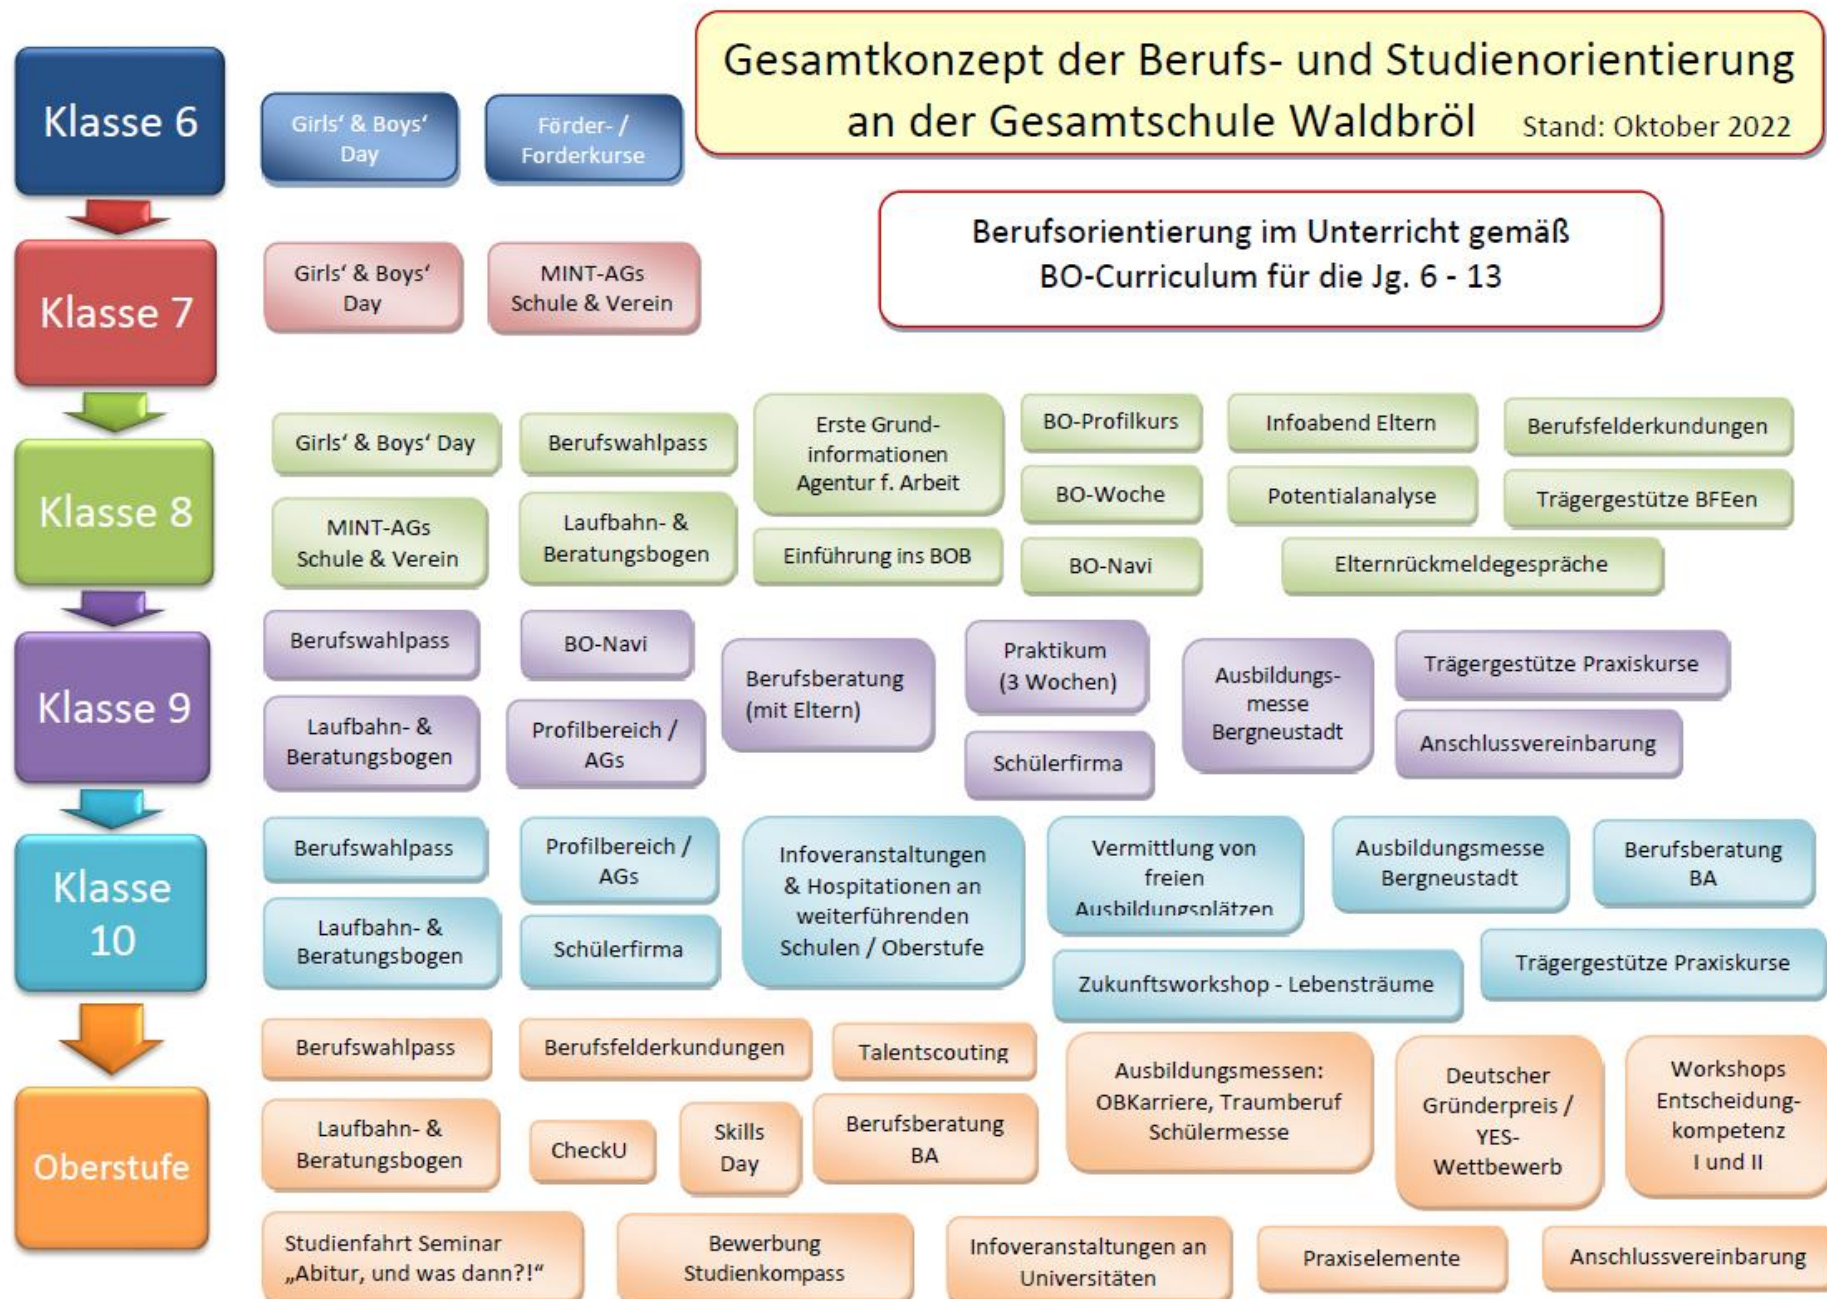 Gesamtkonzept der Berufs- und Studienorientierung
an der Gesamtschule Waldbröl Stand: Oktober 2022
Berufsorientierung im Unterricht gemäß
BO-Curriculum für die Jg. 6 - 13
Klasse 6
Girls‘ & Boys‘
Day
Förder- /
Forderkurse
Klasse 7
Girls‘ & Boys‘
Day
MINT-AGs
Schule & Verein
Klasse 8
Girls‘ & Boys‘ Day
Berufswahlpass
Erste Grund-
informationen
Agentur f. Arbeit
BO-Profilkurs
Infoabend Eltern
Berufsfelderkundungen
MINT-AGs
Schule & Verein
Laufbahn- &
Beratungsbogen
Einführung ins BOB
BO-Woche
Potentialanalyse
Trägergestütze BFEen
BO-Navi
Elternrückmeldegespräche
Klasse 9
Berufswahlpass
BO-Navi
Berufsberatung
(mit Eltern)
Praktikum
(3 Wochen)
Ausbildungs-
messe
Bergneustadt
Trägergestütze Praxiskurse
Laufbahn- &
Beratungsbogen
Profilbereich /
AGs
Schülerfirma
Anschlussvereinbarung
Klasse
10
Berufswahlpass
Profilbereich /
AGs
Infoveranstaltungen
& Hospitationen an
weiterführenden
Schulen / Oberstufe
Vermittlung von
freien
Ausbildungsplätzen
Ausbildungsmesse
Bergneustadt
Berufsberatung
BA
Laufbahn- &
Beratungsbogen
Schülerfirma
Zukunftsworkshop - Lebensträume
Trägergestütze Praxiskurse
Oberstufe
Berufswahlpass
Berufsfelderkundungen
Talentscouting
Ausbildungsmessen:
OBKarriere, Traumberuf
Schülermesse
Deutscher
Gründerpreis /
YES-
Wettbewerb
Workshops
Entscheidung-
kompetenz
I und II
Laufbahn- &
Beratungsbogen
CheckU
Skills
Day
Berufsberatung
BA
Studienfahrt Seminar
„Abitur, und was dann?!“
Bewerbung
Studienkompass
Infoveranstaltungen an
Universitäten
Praxiselemente
Anschlussvereinbarung